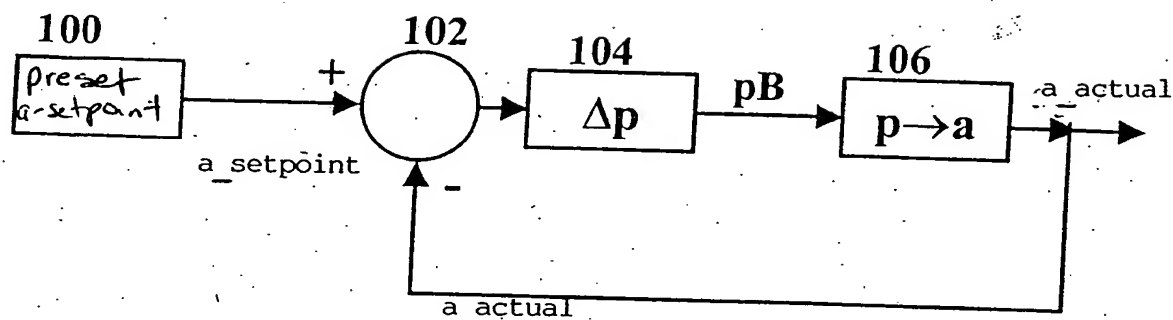 100
preset
a-setpoint
+
a_setpoint
102
-
104
Δp
pB
106
p→a
a_actual
a actual